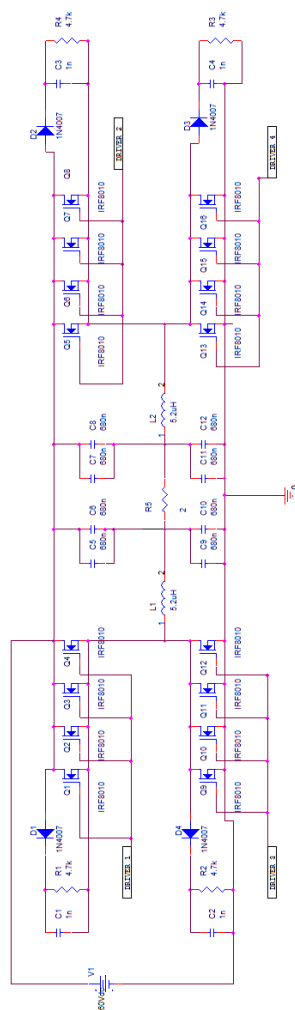 V1
60Vdc
C1
1n
R1
4.7k
D1
1N4007
Q1
IRF8010
Q2
IRF8010
Q3
IRF8010
Q4
IRF8010
DRIVER 1
C2
1n
R2
4.7k
D4
1N4007
Q9
IRF8010
Q10
IRF8010
Q11
IRF8010
Q12
IRF8010
DRIVER 3
1
L1
2
5.2uH
C5
680n
C6
680n
C9
680n
C10
680n
R5
2
C7
680n
C8
680n
C11
680n
C12
680n
1
L2
2
5.2uH
0
Q5
IRF8010
Q6
IRF8010
Q7
IRF8010
Q8
IRF8010
D2
1N4007
C3
1n
R4
4.7k
DRIVER 2
Q13
IRF8010
Q14
IRF8010
Q15
IRF8010
Q16
IRF8010
D3
1N4007
C4
1n
R3
4.7k
DRIVER 4